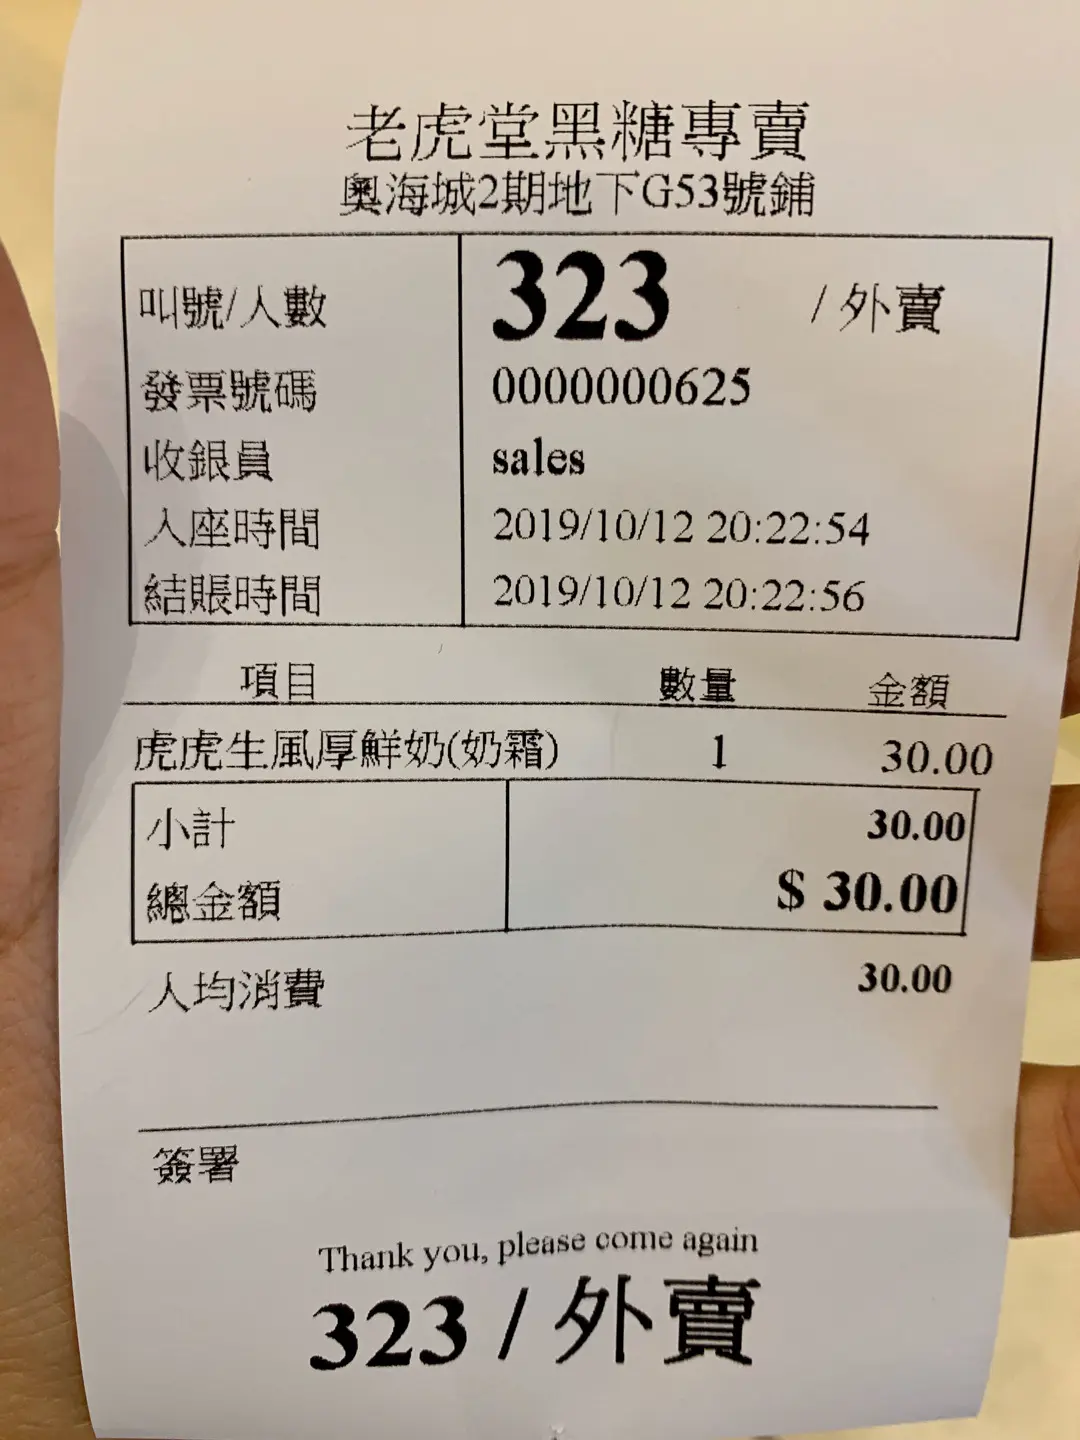 老虎堂黑糖專賣
奧海城2期地下G53號鋪
叫號/人數 323 / 外賣
發票號碼 0000000625
收銀員 sales
入座時間 2019/10/12 20:22:54
結賬時間 2019/10/12 20:22:56
項目 數量 金額
虎虎生風厚鮮奶(奶霜) 1 30.00
小計 30.00
總金額 $ 30.00
人均消費 30.00
簽署
Thank you, please come again
323 / 外賣